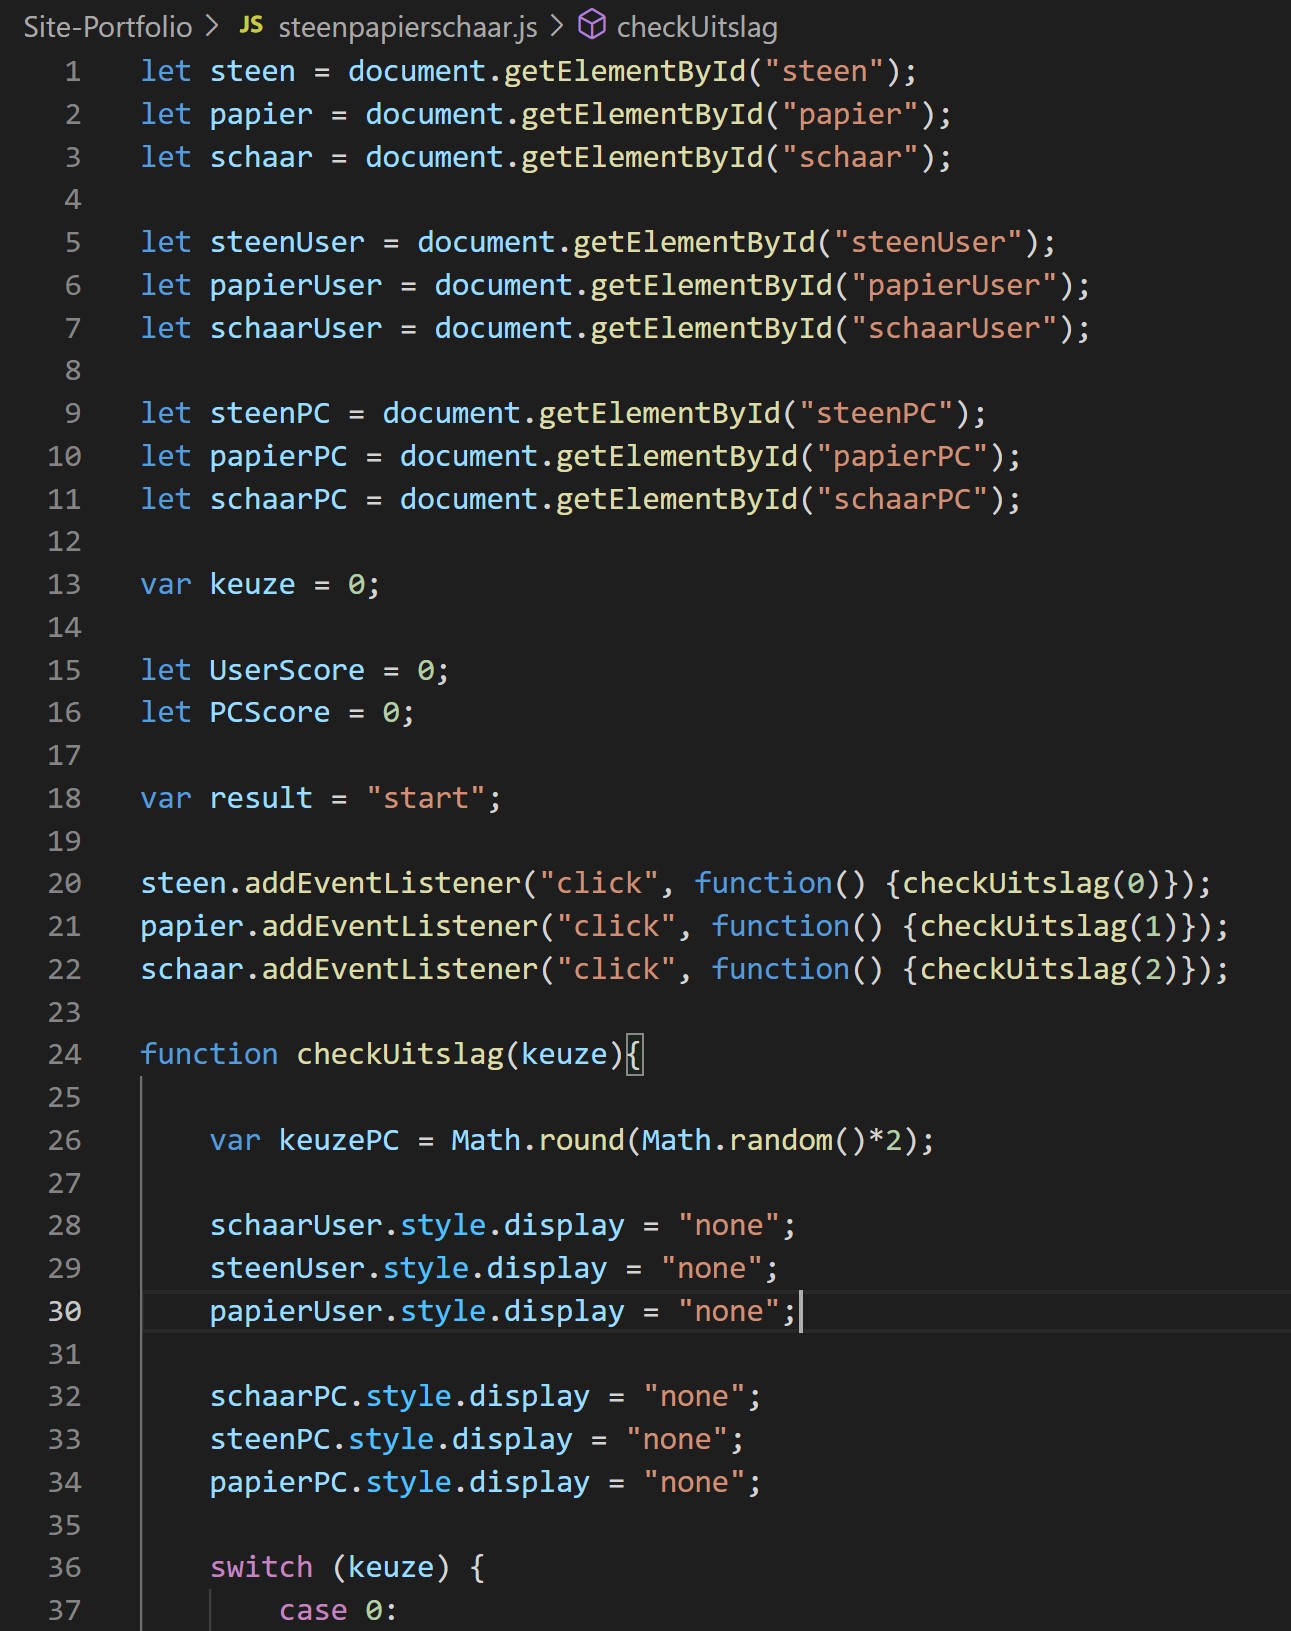 Site-Portfolio > JS steenpapierschaar.js > checkUitslag
1 let steen = document.getElementById("steen");
2 let papier = document.getElementById("papier");
3 let schaar = document.getElementById("schaar");
4
5 let steenUser = document.getElementById("steenUser");
6 let papierUser = document.getElementById("papierUser");
7 let schaarUser = document.getElementById("schaarUser");
8
9 let steenPC = document.getElementById("steenPC");
10 let papierPC = document.getElementById("papierPC");
11 let schaarPC = document.getElementById("schaarPC");
12
13 var keuze = 0;
14
15 let UserScore = 0;
16 let PCScore = 0;
17
18 var result = "start";
19
20 steen.addEventListener("click", function() {checkUitslag(0)});
21 papier.addEventListener("click", function() {checkUitslag(1)});
22 schaar.addEventListener("click", function() {checkUitslag(2)});
23
24 function checkUitslag(keuze){
25
26 var keuzePC = Math.round(Math.random()*2);
27
28 schaarUser.style.display = "none";
29 steenUser.style.display = "none";
30 papierUser.style.display = "none";
31
32 schaarPC.style.display = "none";
33 steenPC.style.display = "none";
34 papierPC.style.display = "none";
35
36 switch (keuze) {
37 case 0: